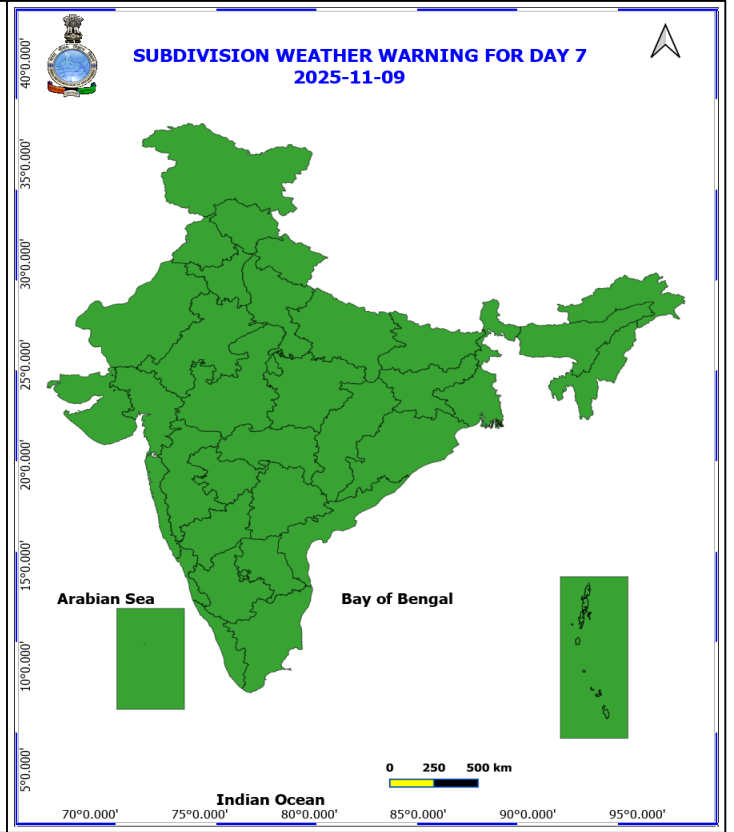 SUBDIVISION WEATHER WARNING FOR DAY 7
2025-11-09
40°0.000'
35°0.000'
30°0.000'
25°0.000'
20°0.000'
15°0.000'
10°0.000'
5°0.000'
Arabian Sea
Bay of Bengal
0 250 500 km
Indian Ocean
70°0.000' 75°0.000' 80°0.000' 85°0.000' 90°0.000' 95°0.000'